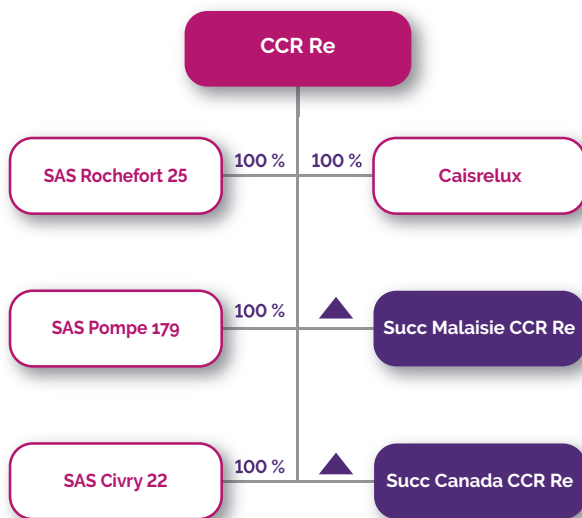 CCR Re
SAS Rochefort 25
100 %
100 %
Caisrelux
SAS Pompe 179
100 %
Succ Malaisie CCR Re
SAS Civry 22
100 %
Succ Canada CCR Re